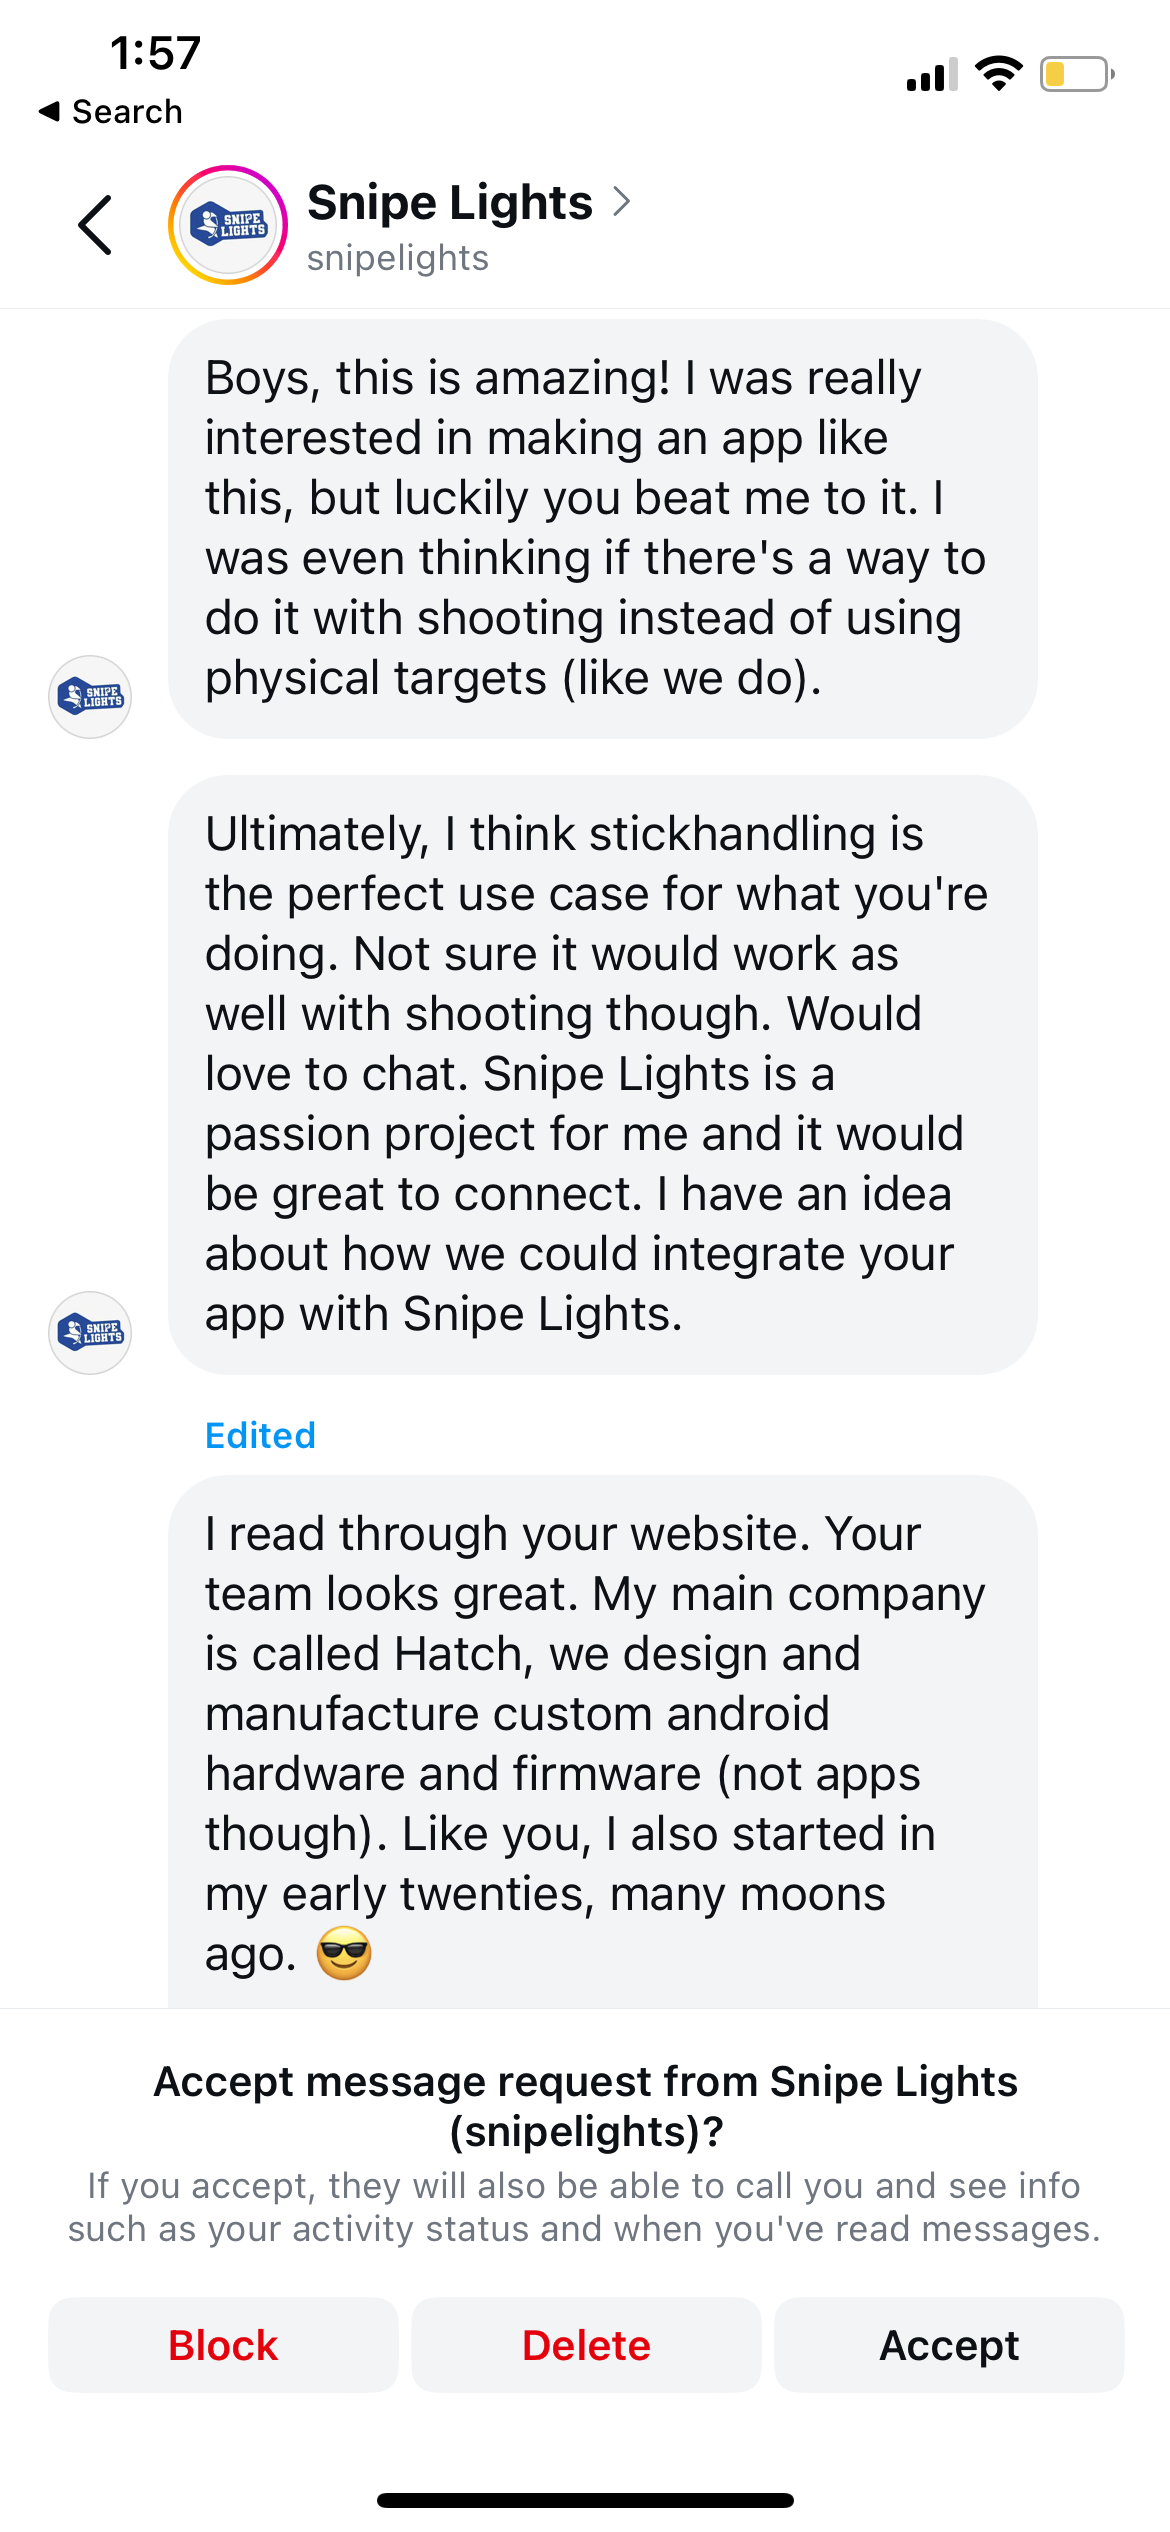 1:57
◀ Search
SNIPE
LIGHTS
Snipe Lights
snipelights
Boys, this is amazing! I was really
interested in making an app like
this, but luckily you beat me to it. I
was even thinking if there's a way to
do it with shooting instead of using
physical targets (like we do).
SNIPE
LIGHTS
Ultimately, I think stickhandling is
the perfect use case for what you're
doing. Not sure it would work as
well with shooting though. Would
love to chat. Snipe Lights is a
passion project for me and it would
be great to connect. I have an idea
about how we could integrate your
app with Snipe Lights.
SNIPE
LIGHTS
Edited
I read through your website. Your
team looks great. My main company
is called Hatch, we design and
manufacture custom android
hardware and firmware (not apps
though). Like you, I also started in
my early twenties, many moons
ago. 😎
Accept message request from Snipe Lights
(snipelights)?
If you accept, they will also be able to call you and see info
such as your activity status and when you've read messages.
Block
Delete
Accept